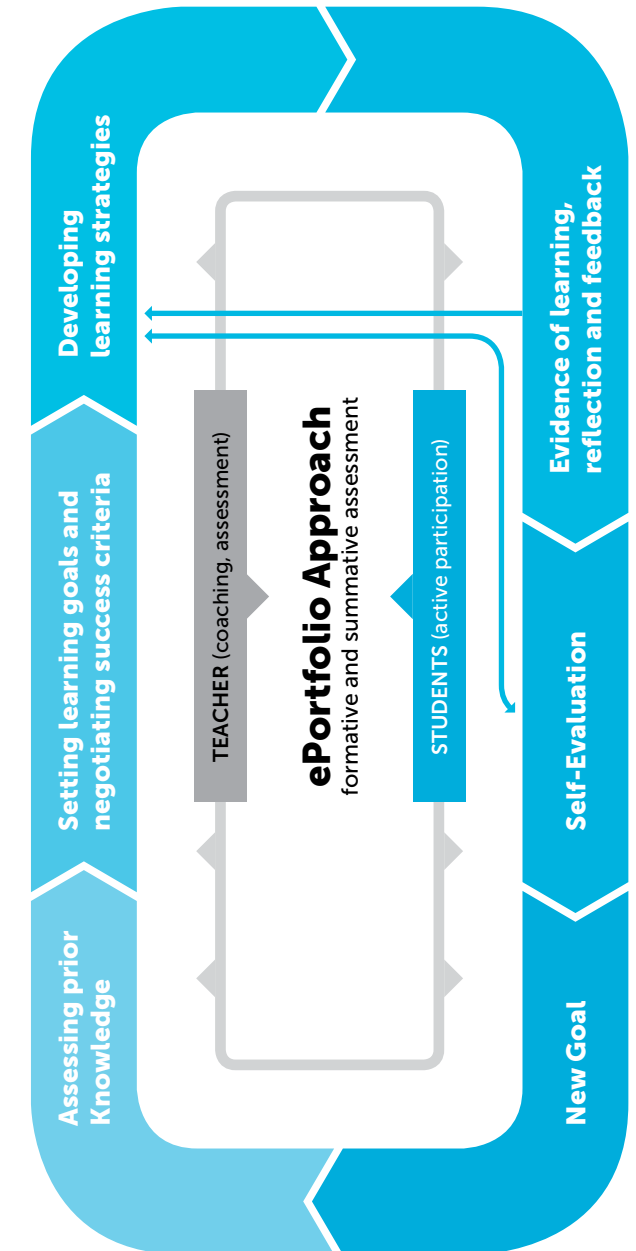 Assessing prior
Knowledge
Setting learning goals and
negotiating success criteria
Developing
learning strategies
TEACHER (coaching, assessment)
ePortfolio Approach
formative and summative assessment
STUDENTS (active participation)
New Goal
Self-Evaluation
Evidence of learning,
reflection and feedback